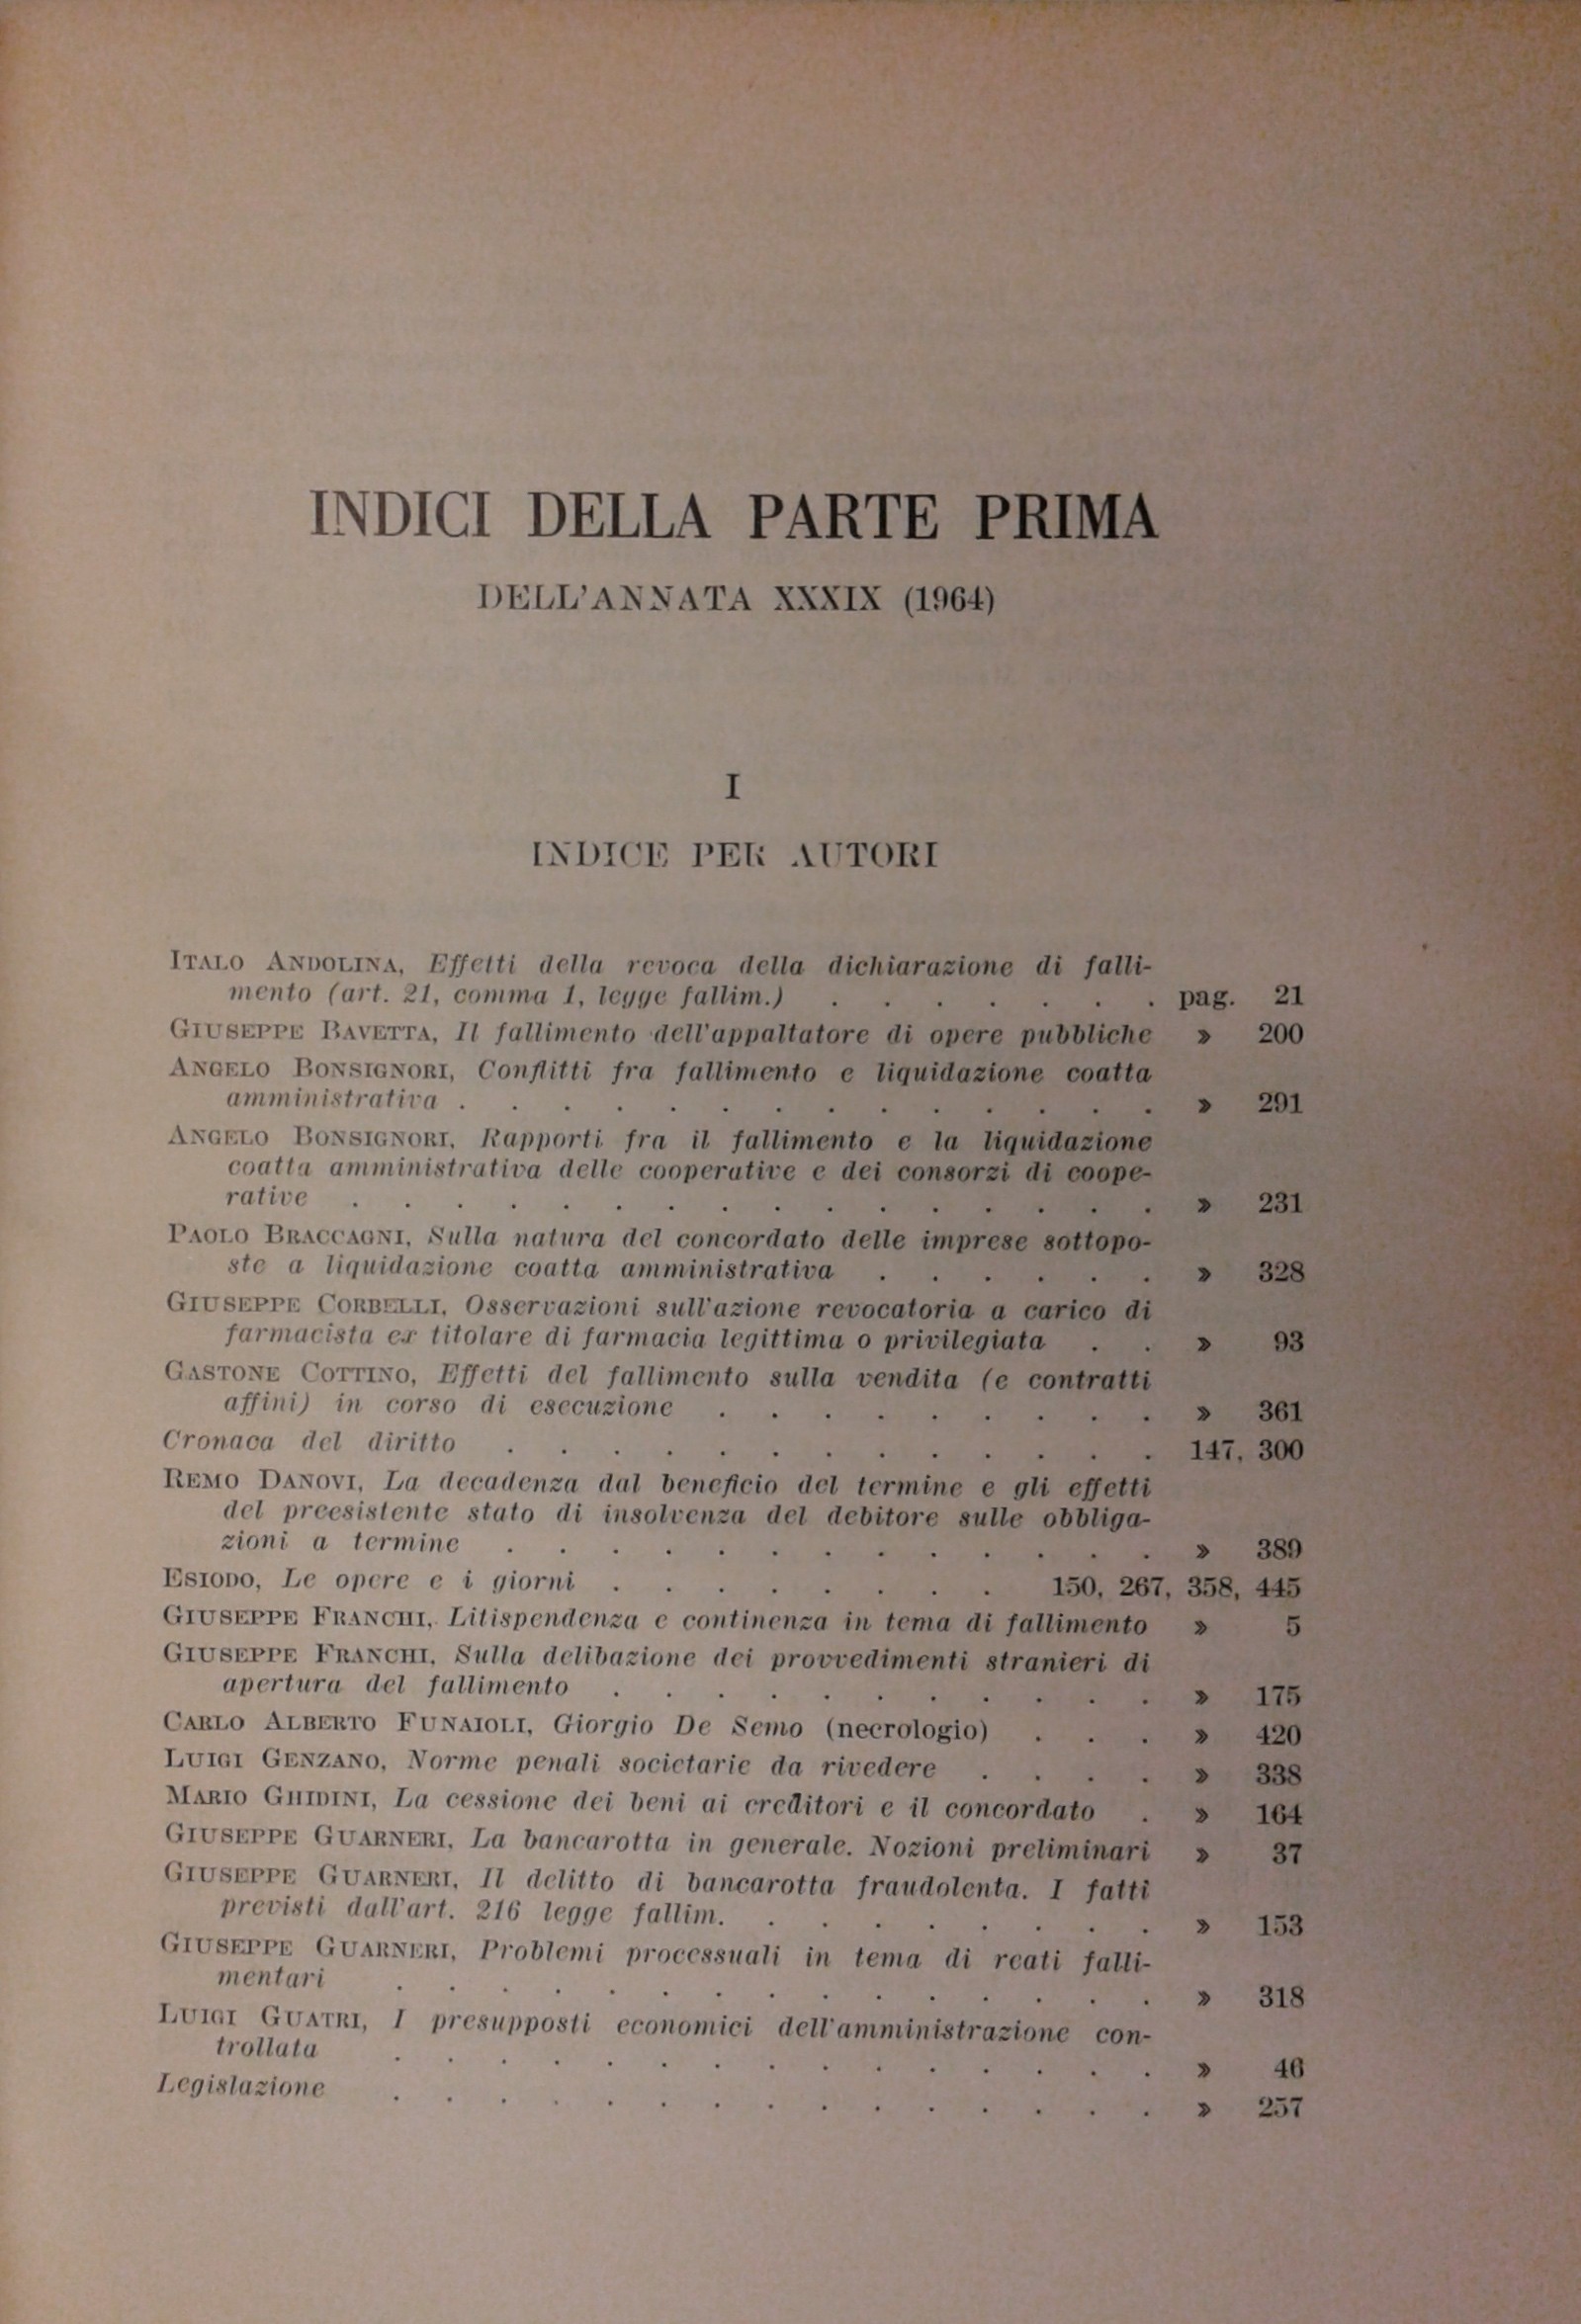 INDICI DELLA PARTE PRIMA
DELL'ANNATA XXXIX (1964)
I
INDICE PER AUTORI
ITALO ANDOLINA, Effetti della revoca della dichiarazione di falli-
mento (art. 21, comma 1, legge fallim.) . . . . . . . pag. 21
GIUSEPPE BAVETTA, Il fallimento dell'appaltatore di opere pubbliche » 200
ANGELO BONSIGNORI, Conflitti fra fallimento e liquidazione coatta
amministrativa . . . . . . . . . . . . . . » 291
ANGELO BONSIGNORI, Rapporti fra il fallimento e la liquidazione
coatta amministrativa delle cooperative e dei consorzi di coope-
rative . . . . . . . . . . . . . . . . » 231
PAOLO BRACCAGNI, Sulla natura del concordato delle imprese sottopo-
ste a liquidazione coatta amministrativa . . . . . . » 328
GIUSEPPE CORBELLI, Osservazioni sull'azione revocatoria a carico di
farmacista ex titolare di farmacia legittima o privilegiata . . » 93
GASTONE COTTINO, Effetti del fallimento sulla vendita (e contratti
affini) in corso di esecuzione . . . . . . . . . » 361
Cronaca del diritto . . . . . . . . . . . . . 147, 300
REMO DANOVI, La decadenza dal beneficio del termine e gli effetti
del preesistente stato di insolvenza del debitore sulle obbliga-
zioni a termine . . . . . . . . . . . . . » 389
ESIODO, Le opere e i giorni . . . . . . . . 150, 267, 358, 445
GIUSEPPE FRANCHI, Litispendenza e continenza in tema di fallimento » 5
GIUSEPPE FRANCHI, Sulla delibazione dei provvedimenti stranieri di
apertura del fallimento . . . . . . . . . . . » 175
CARLO ALBERTO FUNAIOLI, Giorgio De Semo (necrologio) . . . » 420
LUIGI GENZANO, Norme penali societarie da rivedere . . . . » 338
MARIO GHIDINI, La cessione dei beni ai creditori e il concordato . » 164
GIUSEPPE GUARNERI, La bancarotta in generale. Nozioni preliminari » 37
GIUSEPPE GUARNERI, Il delitto di bancarotta fraudolenta. I fatti
previsti dall'art. 216 legge fallim. . . . . . . . . » 153
GIUSEPPE GUARNERI, Problemi processuali in tema di reati falli-
mentari . . . . . . . . . . . . . . . » 318
LUIGI GUATRI, I presupposti economici dell'amministrazione con-
trollata . . . . . . . . . . . . . . . » 46
Legislazione . . . . . . . . . . . . . . . » 257